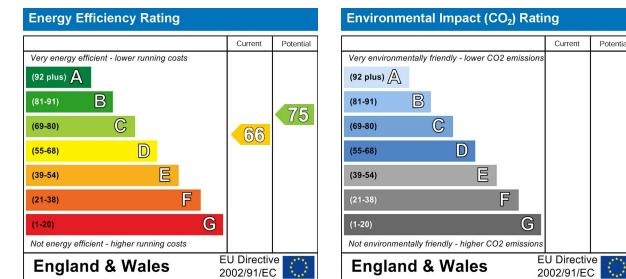 Energy Efficiency Rating
Current Potential
Very energy efficient - lower running costs
(92 plus) A
(81-91) B
(69-80) C
(55-68) D
(39-54) E
(21-38) F
(1-20) G
66
75
Not energy efficient - higher running costs
England & Wales
EU Directive
2002/91/EC
Environmental Impact (CO2) Rating
Current Potential
Very environmentally friendly - lower CO2 emissions
(92 plus) A
(81-91) B
(69-80) C
(55-68) D
(39-54) E
(21-38) F
(1-20) G
Not environmentally friendly - higher CO2 emissions
England & Wales
EU Directive
2002/91/EC